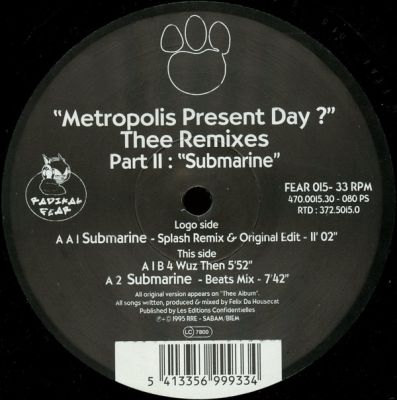 "Metropolis Present Day ?"
Thee Remixes
Part II : "Submarine"
RADIKAL
FEAR
FEAR 015- 33 RPM
470.0015.30 - 080 PS
RTD : 372.5015.0
Logo side
A A 1 Submarine - Splash Remix & Original Edit - 11' 02"
This side
A 1 B 4 Wuz Then 5'52"
A 2 Submarine - Beats Mix - 7'42"
All original version appears on "Thee Album".
All songs written, produced & mixed by Felix Da Housecat
Published by Les Editions Confidentielles
℗+© 1995 RRE - SABAM/BIEM
LC 7800
5 413356 999334